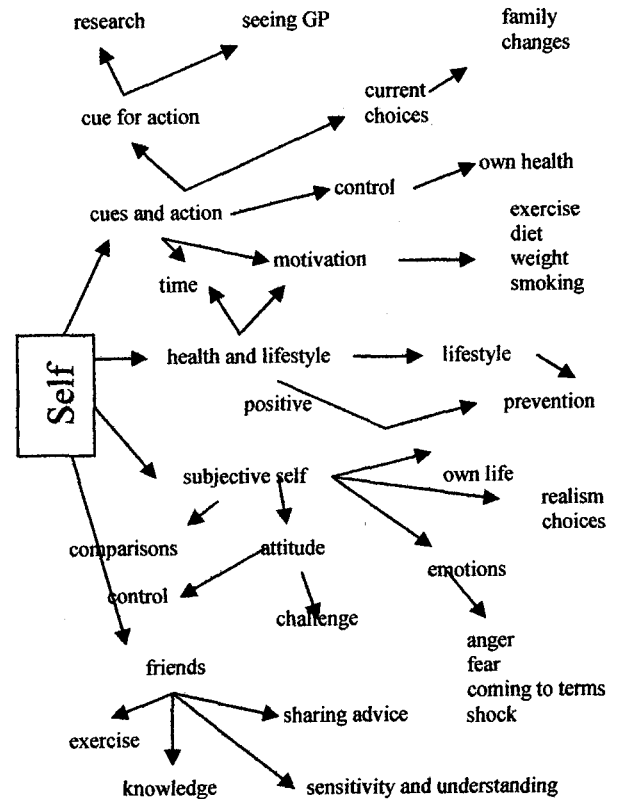 research
seeing GP
family
changes
cue for action
current
choices
cues and action
control
own health
exercise
diet
weight
smoking
time
motivation
Self
health and lifestyle
lifestyle
positive
prevention
subjective self
own life
realism
choices
comparisons
attitude
emotions
control
challenge
anger
fear
coming to terms
shock
friends
exercise
sharing advice
knowledge
sensitivity and understanding